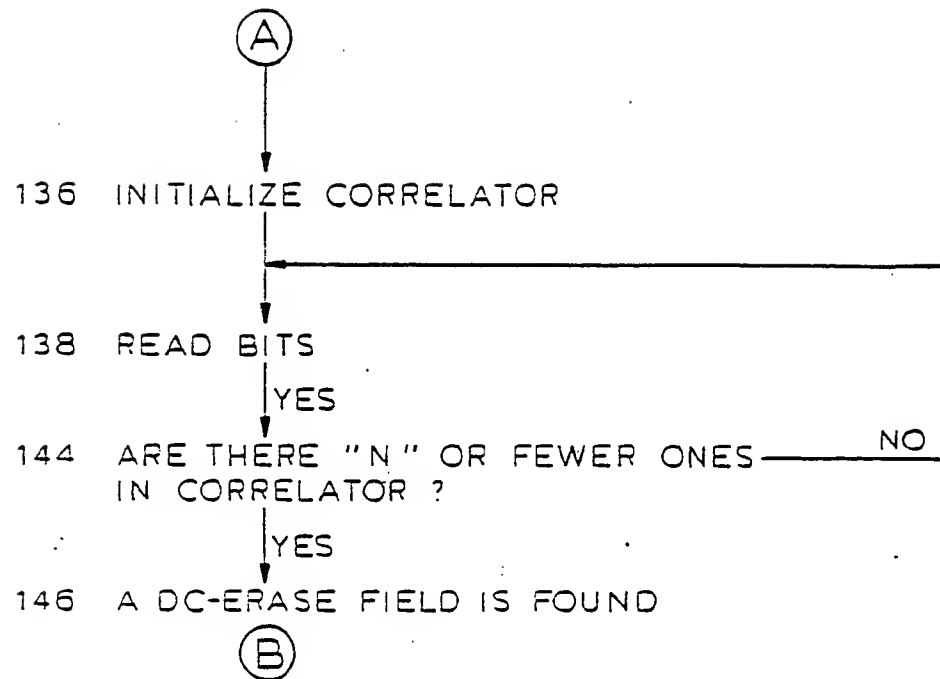 A
136 INITIALIZE CORRELATOR
138 READ BITS
YES
144 ARE THERE "N" OR FEWER ONES NO
IN CORRELATOR ?
YES
146 A DC-ERASE FIELD IS FOUND
B